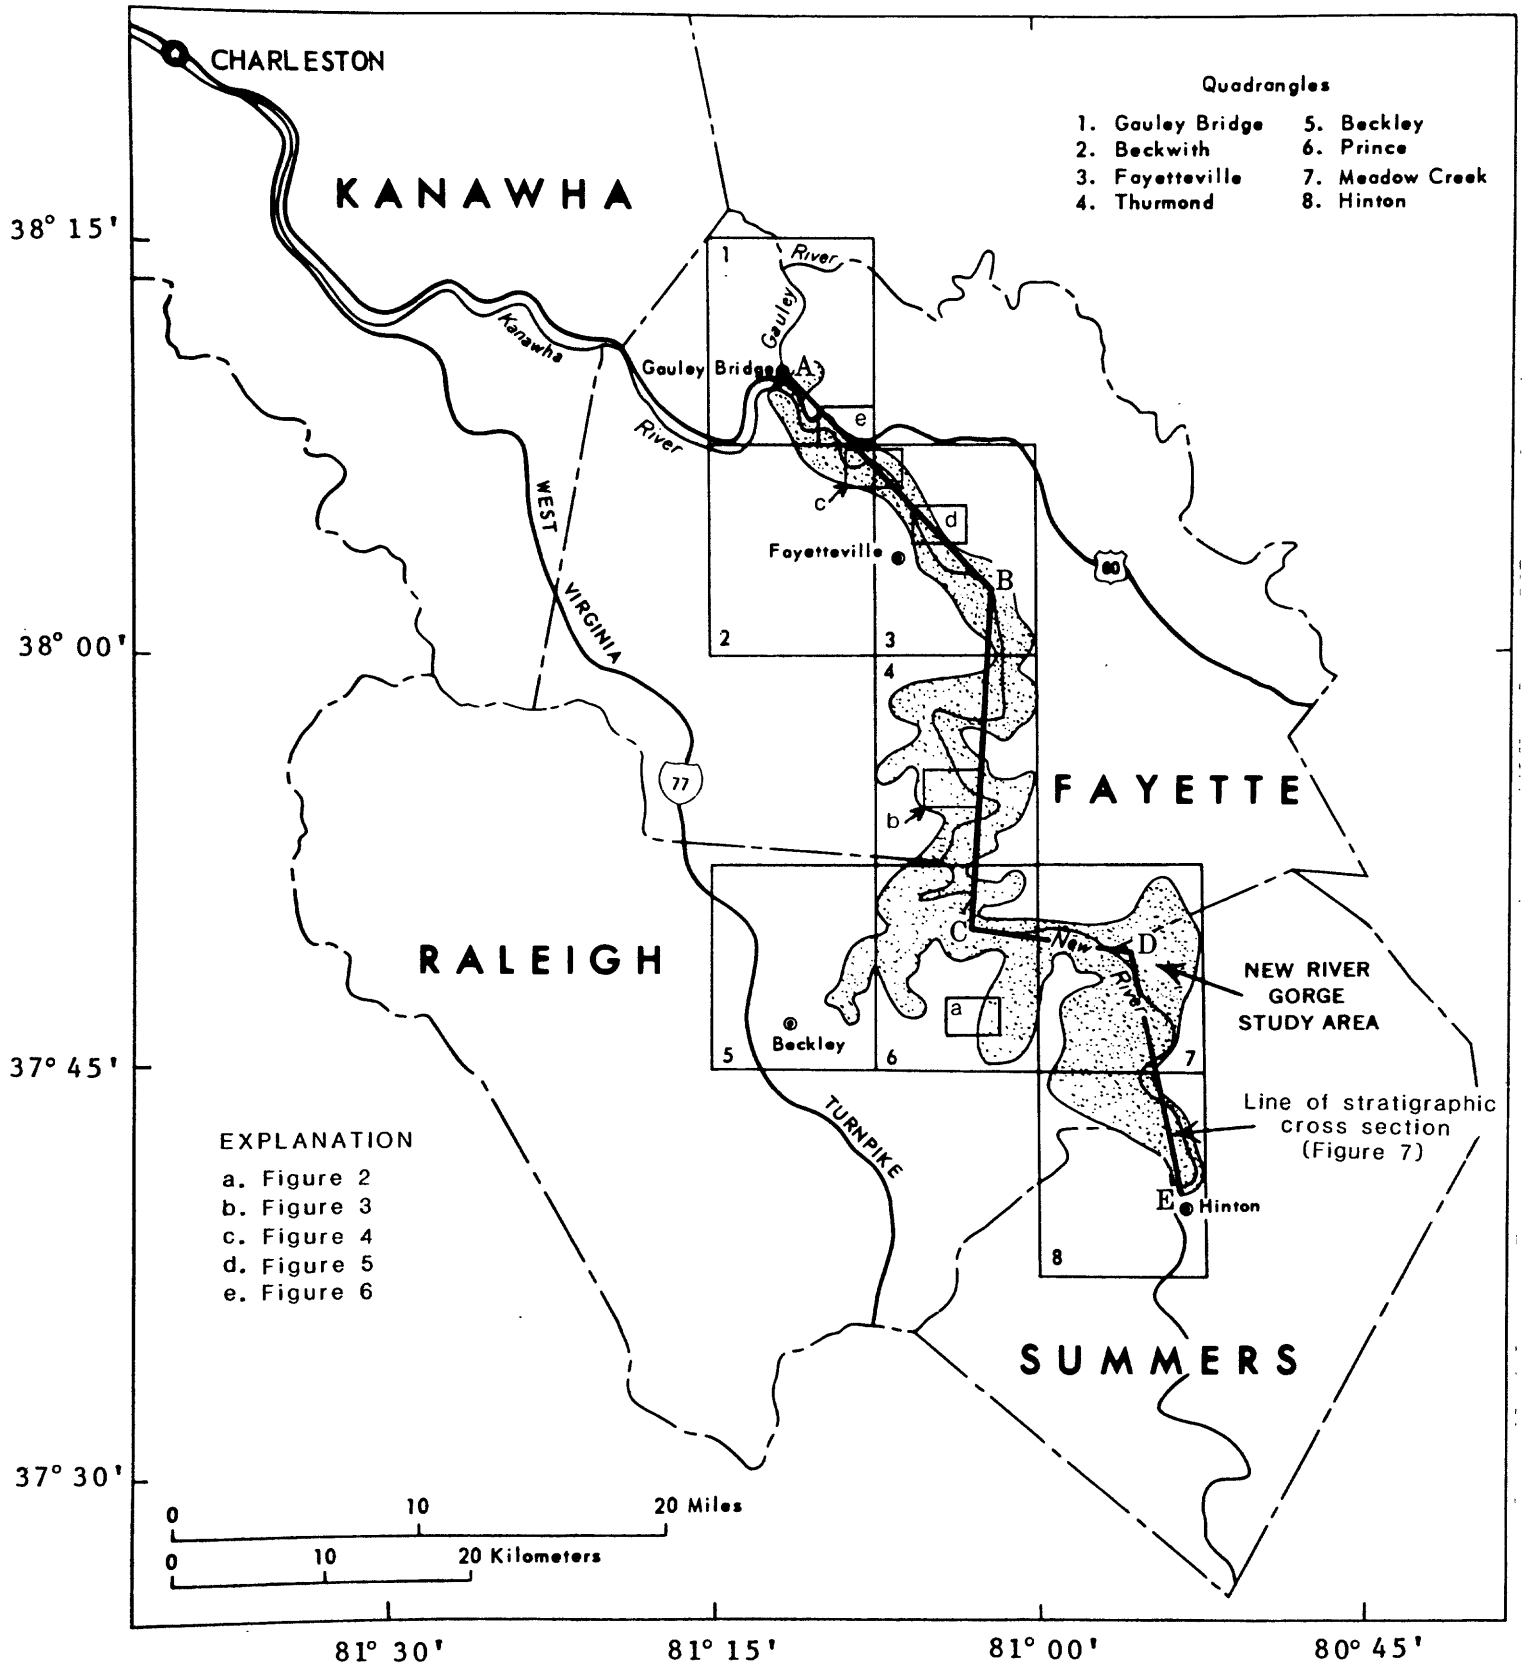 CHARLESTON
Quadrangles
1. Gauley Bridge 5. Beckley
2. Beckwith 6. Prince
3. Fayetteville 7. Meadow Creek
4. Thurmond 8. Hinton
KANAWHA
38° 15'
1
River
Gauley
Kanawha
Gauley Bridge
A
River
e
WEST
c
d
Fayetteville
B
60
VIRGINIA
38° 00'
2
3
4
77
FAYETTE
b
RALEIGH
C
New
D
River
NEW RIVER
GORGE
STUDY AREA
a
Beckley
37° 45'
5
6
7
TURNPIKE
Line of stratigraphic
cross section
(Figure 7)
EXPLANATION
a. Figure 2
b. Figure 3
c. Figure 4
d. Figure 5
e. Figure 6
E
Hinton
8
SUMMERS
37° 30'
0 10 20 Miles
0 10 20 Kilometers
81° 30' 81° 15' 81° 00' 80° 45'